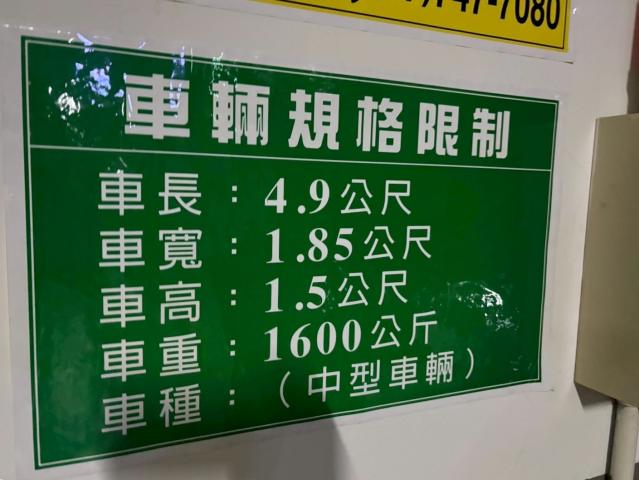 47-7080
車輛規格限制
車長：4.9公尺
車寬：1.85公尺
車高：1.5公尺
車重：1600公斤
車種：（中型車輛）